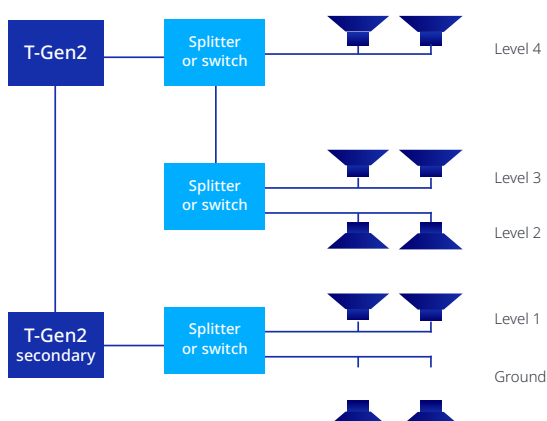 T-Gen2
Splitter
or switch
Level 4
Splitter
or switch
Level 3
Level 2
T-Gen2
secondary
Splitter
or switch
Level 1
Ground